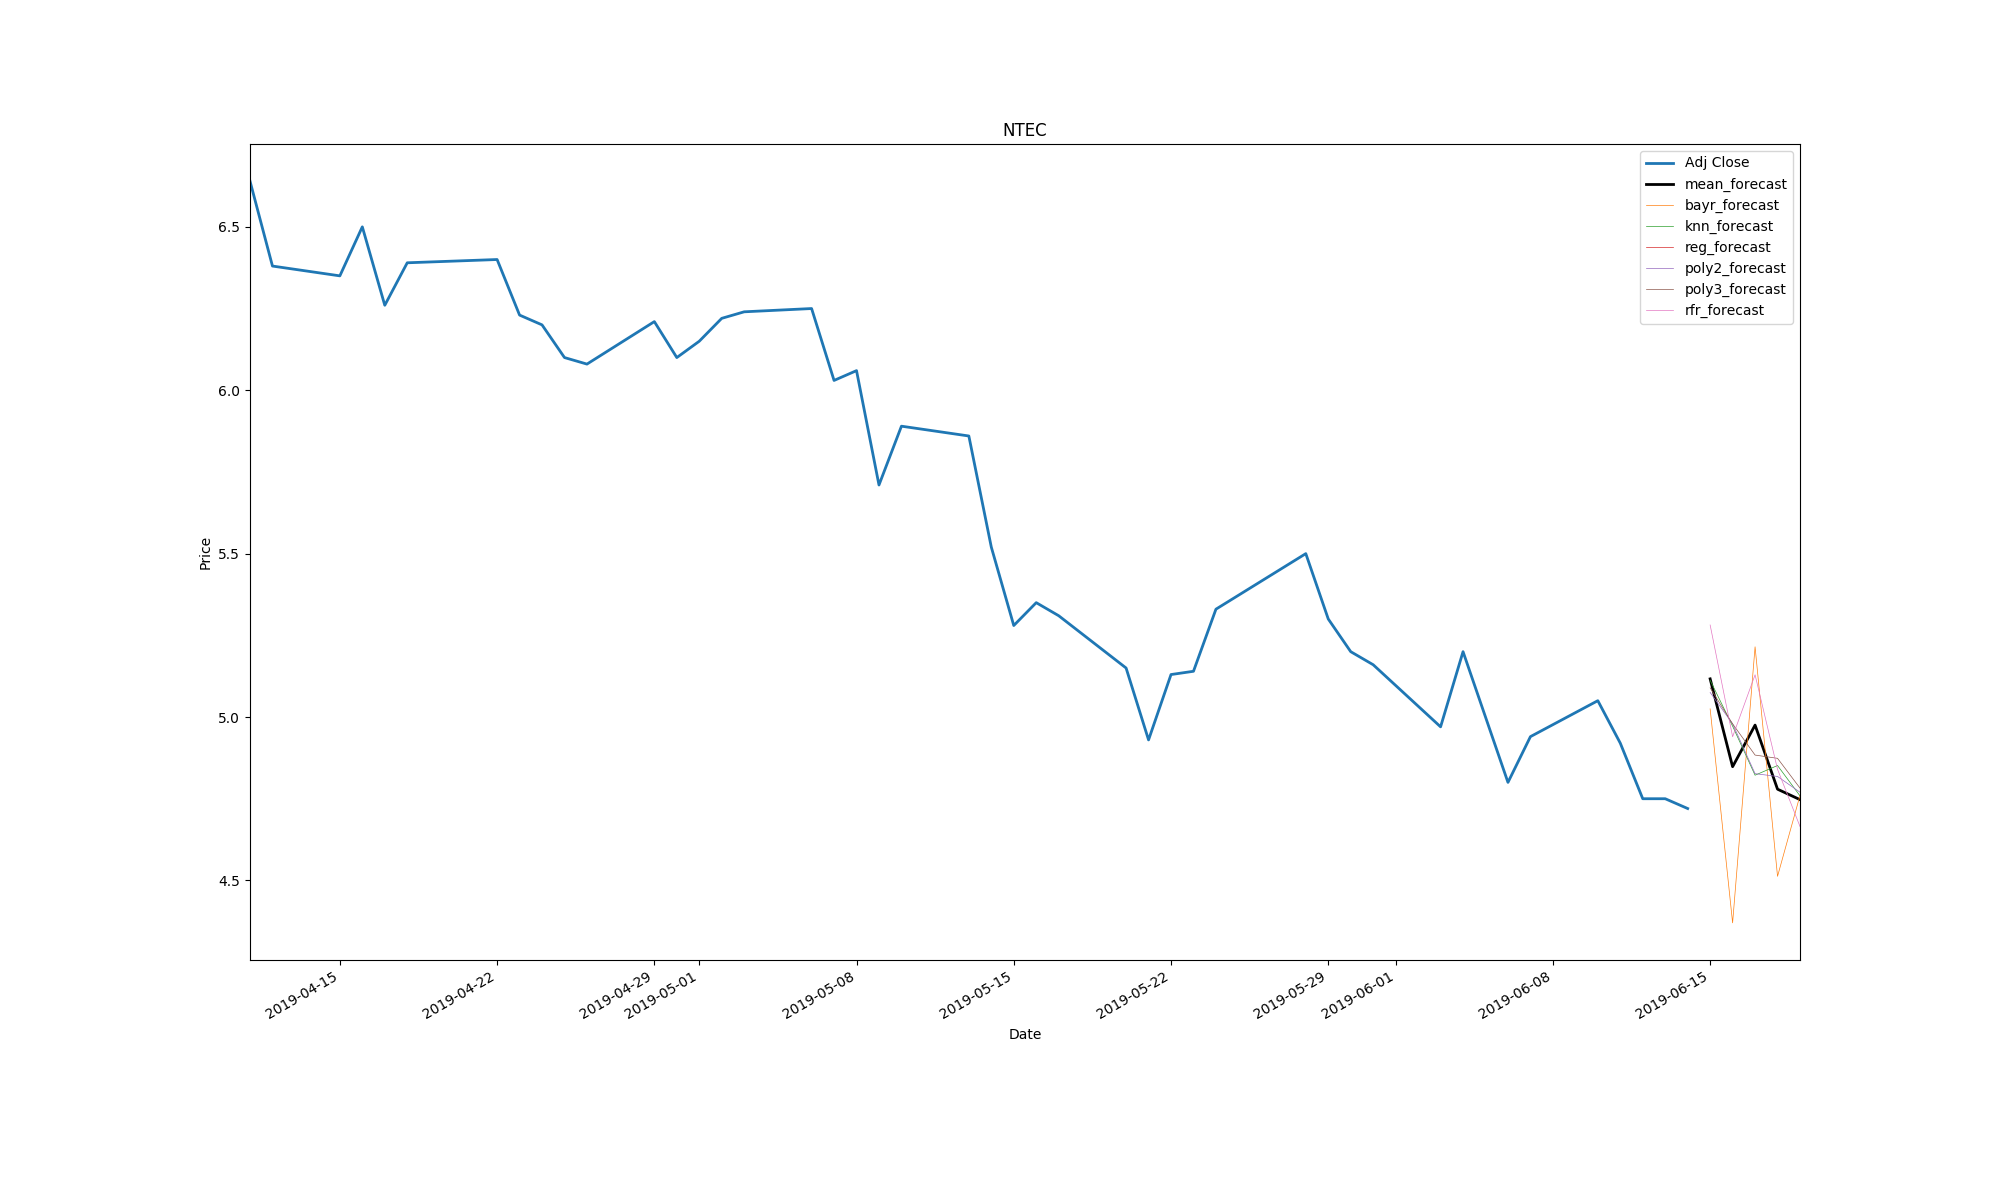 NTEC
Adj Close
mean_forecast
bayr_forecast
knn_forecast
reg_forecast
poly2_forecast
poly3_forecast
rfr_forecast
6.5
6.0
5.5
5.0
4.5
Price
2019-04-15
2019-04-22
2019-04-29
2019-05-01
2019-05-08
2019-05-15
2019-05-22
2019-05-29
2019-06-01
2019-06-08
2019-06-15
Date